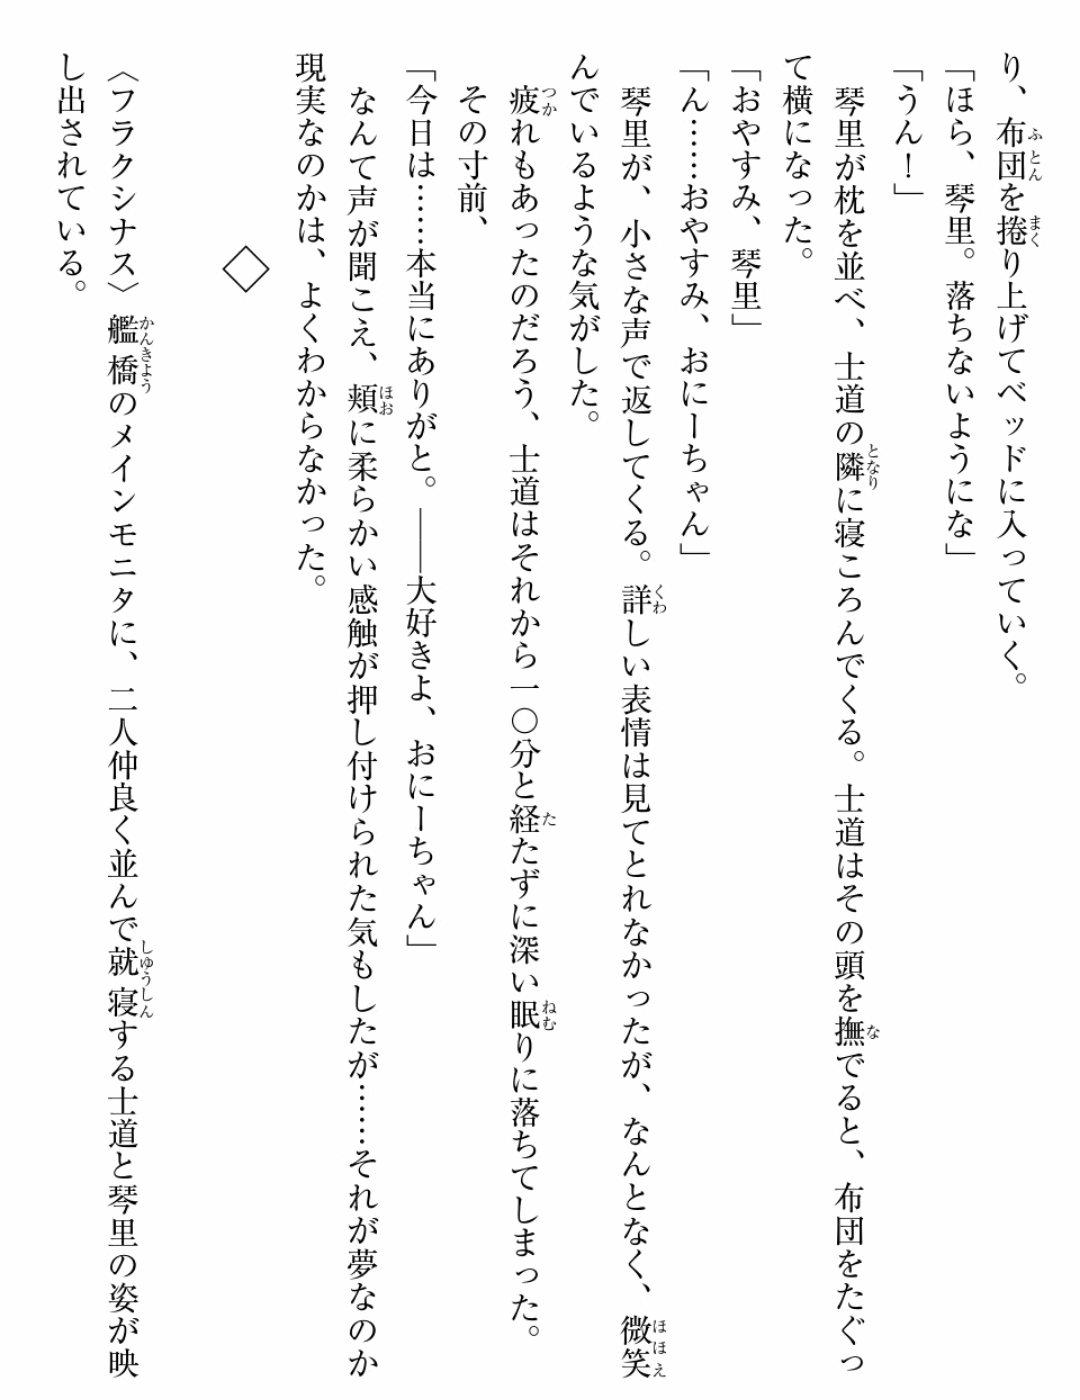 り、布団を捲り上げてベッドに入っていく。
「ほら、琴里。落ちないようにな」
「うん！」
琴里が枕を並べ、士道の隣に寝ころんでくる。士道はその頭を撫でると、布団をたぐっ
て横になった。
「おやすみ、琴里」
「ん……おやすみ、おにーちゃん」
琴里が、小さな声で返してくる。詳しい表情は見てとれなかったが、なんとなく、微笑
んでいるような気がした。
疲れもあったのだろう、士道はそれから一〇分と経たずに深い眠りに落ちてしまった。
その寸前、
「今日は……本当にありがと。――大好きよ、おにーちゃん」
なんて声が聞こえ、頬に柔らかい感触が押し付けられた気もしたが……それが夢なのか
現実なのかは、よくわからなかった。
◇
〈フラクシナス〉艦橋のメインモニタに、二人仲良く並んで就寝する士道と琴里の姿が映
し出されている。